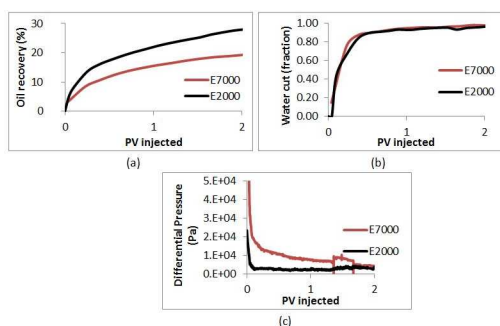 Oil recovery (%)
30
20
10
0
0
1
2
PV injected
E7000
E2000
(a)
Water cut (fraction)
1.00
0.80
0.60
0.40
0.20
0.00
0
1
2
PV injected
E7000
E2000
(b)
Differential Pressure
(Pa)
5.E+04
4.E+04
3.E+04
2.E+04
1.E+04
0.E+00
0
1
2
PV injected
E7000
E2000
(c)